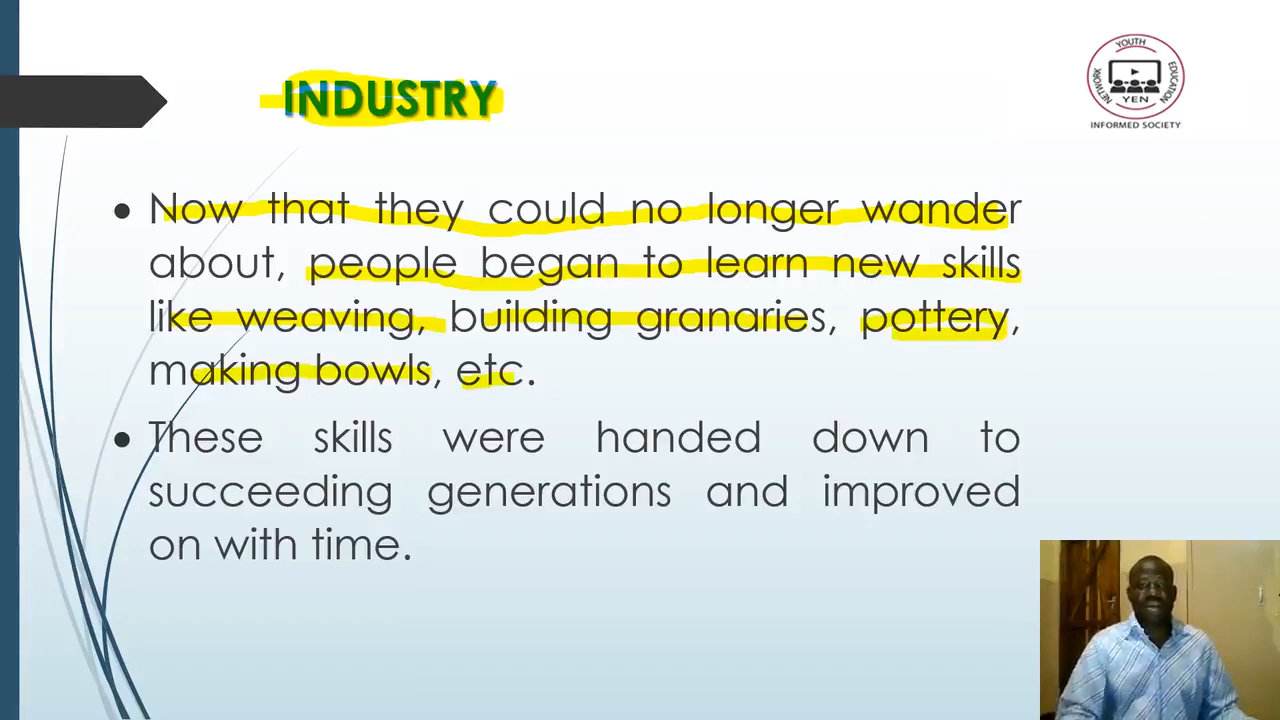 INDUSTRY
YOUTH
EDUCATION
NETWORK
YEN
INFORMED SOCIETY
• Now that they could no longer wander
about, people began to learn new skills
like weaving, building granaries, pottery,
making bowls, etc.
• These skills were handed down to
succeeding generations and improved
on with time.